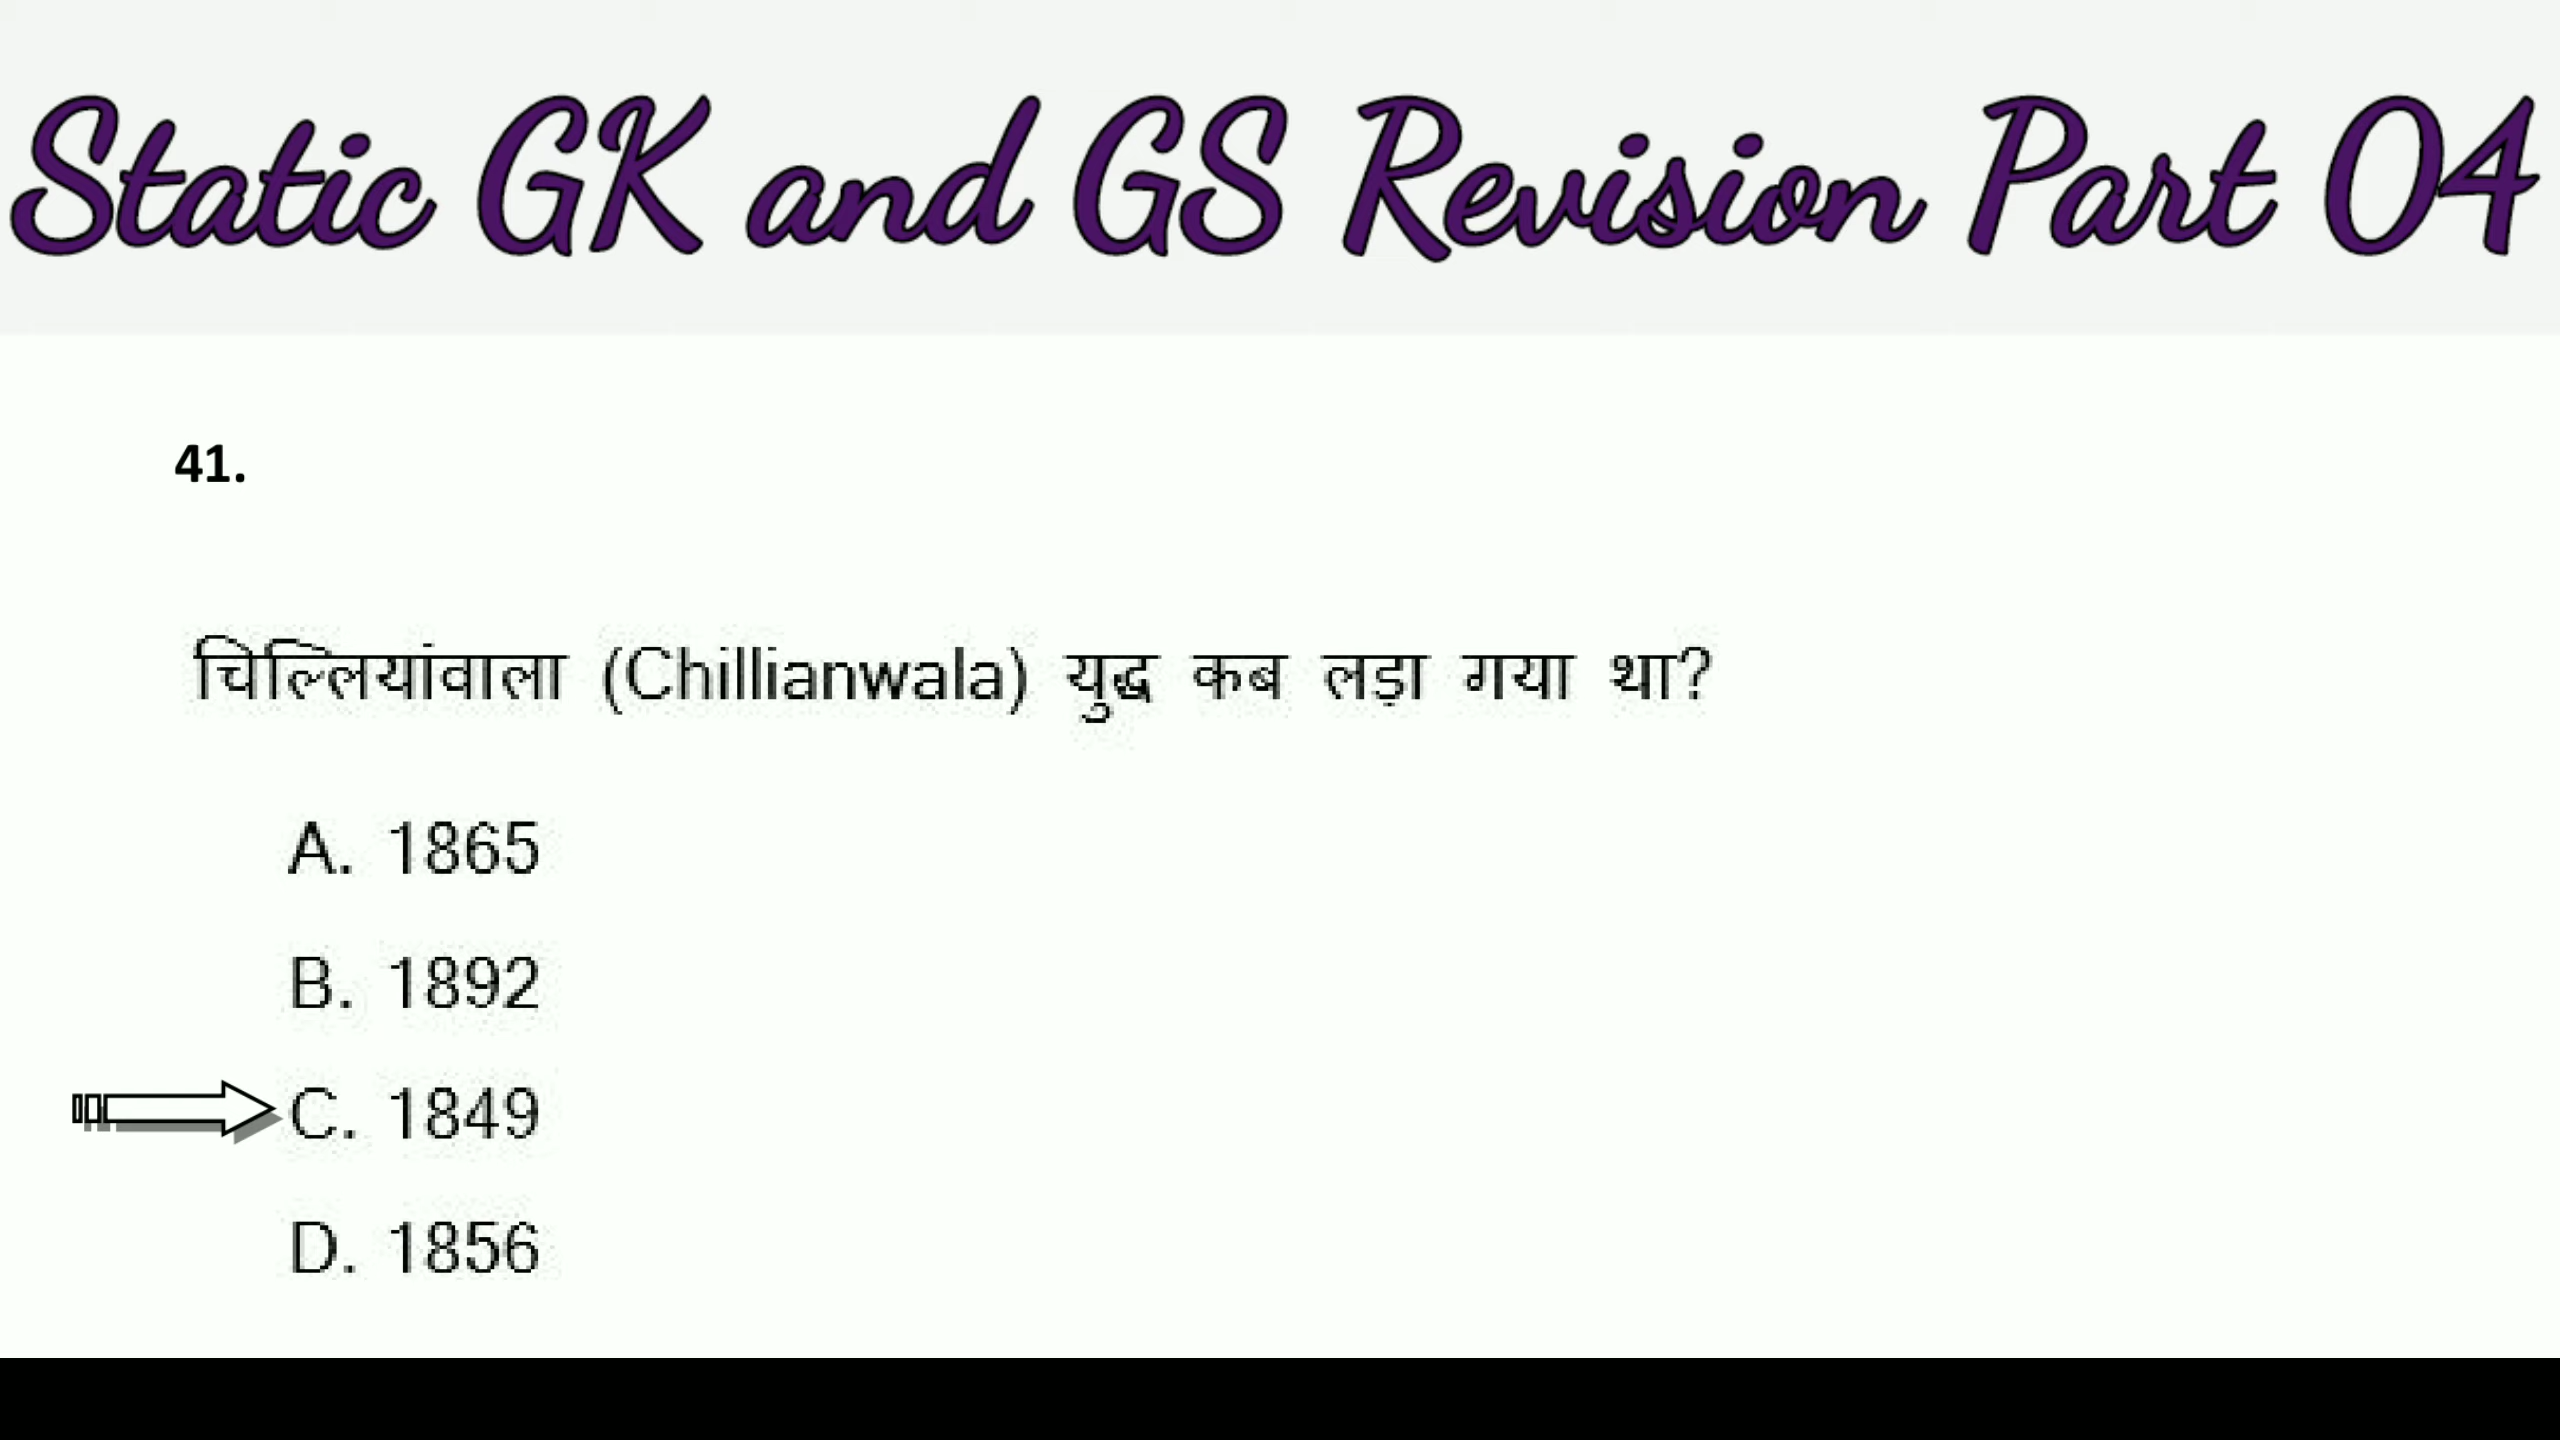 Static GK and GS Revision Part 04
41.
चिल्लियांवाला (Chillianwala) युद्ध कब लड़ा गया था?
A. 1865
B. 1892
C. 1849
D. 1856